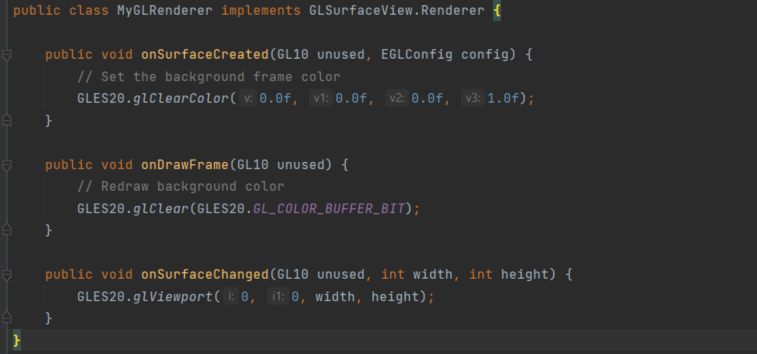 public class MyGLRenderer implements GLSurfaceView.Renderer {
public void onSurfaceCreated(GL10 unused, EGLConfig config) {
// Set the background frame color
GLES20.glClearColor( v: 0.0f, v1: 0.0f, v2: 0.0f, v3: 1.0f);
}
public void onDrawFrame(GL10 unused) {
// Redraw background color
GLES20.glClear(GLES20.GL_COLOR_BUFFER_BIT);
}
public void onSurfaceChanged(GL10 unused, int width, int height) {
GLES20.glViewport( i: 0, i1: 0, width, height);
}
}